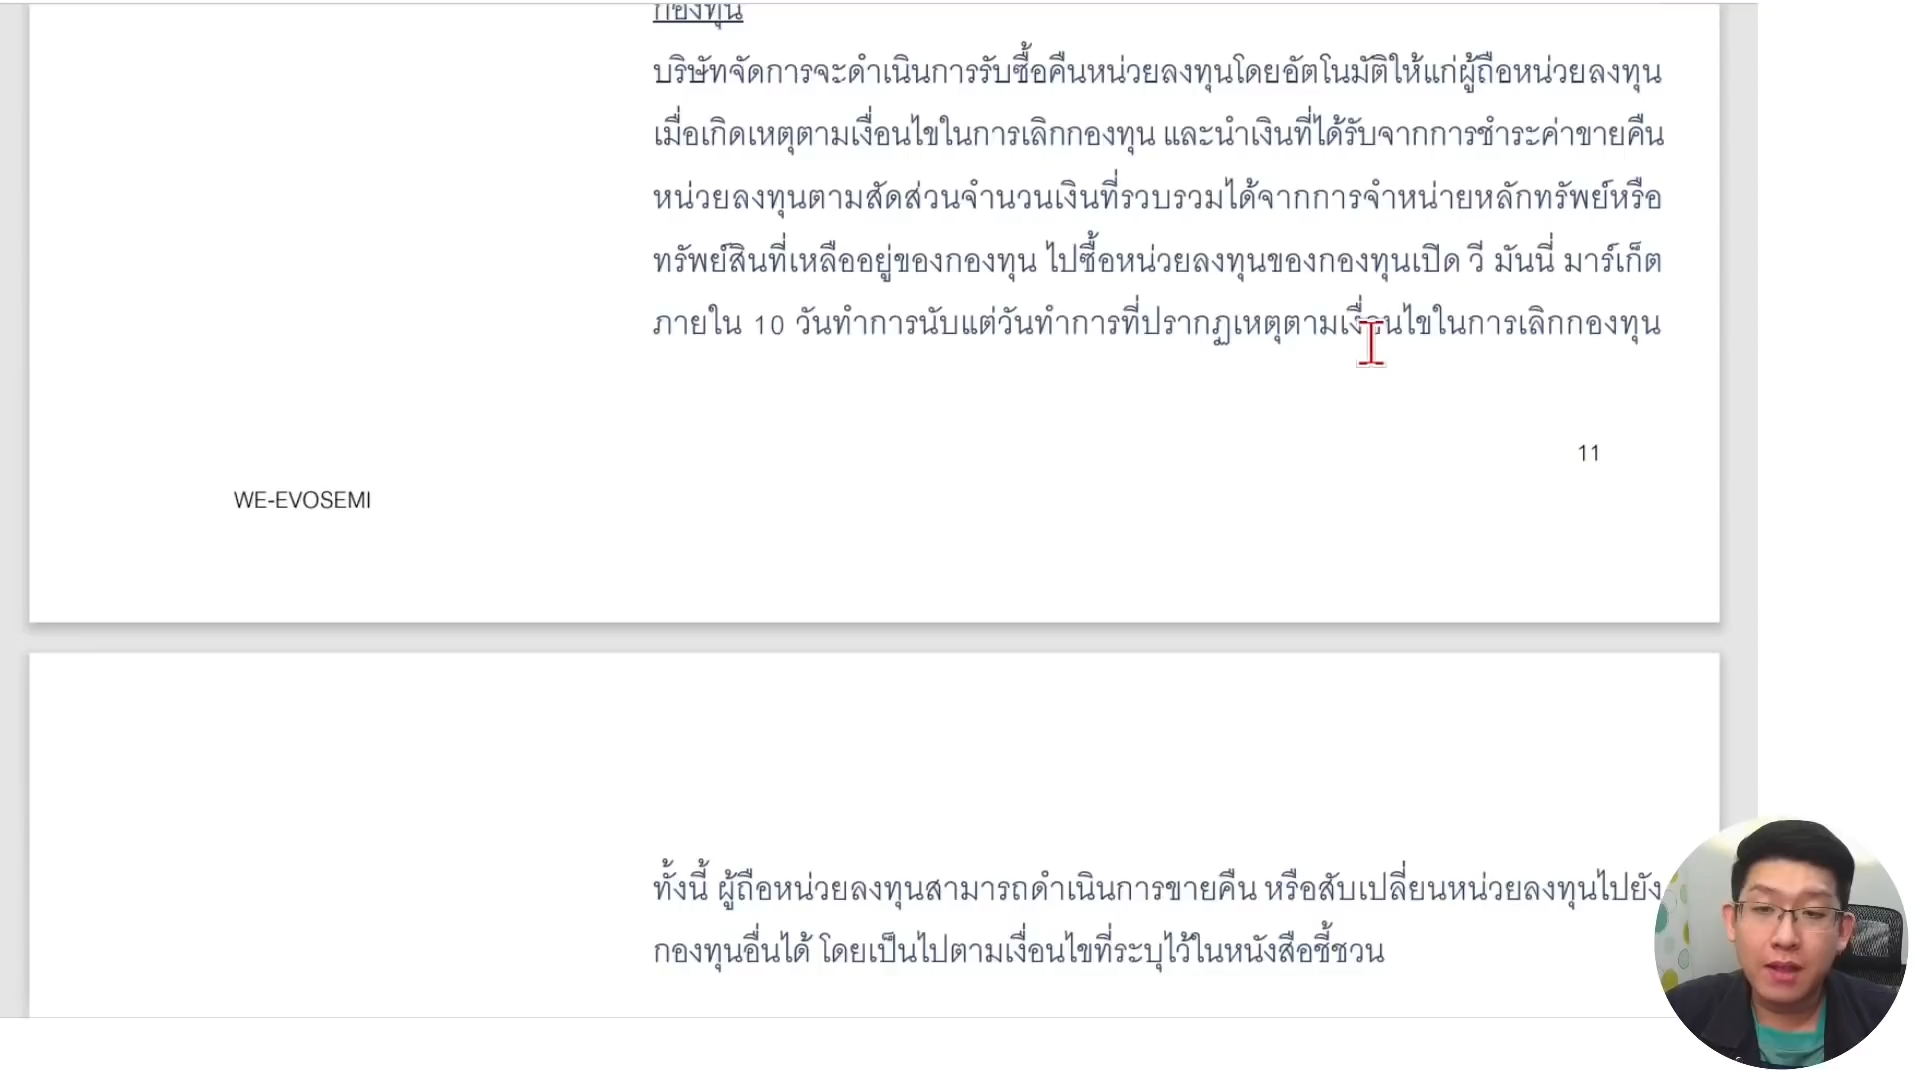 กองทุน
บริษัทจัดการจะดำเนินการรับซื้อคืนหน่วยลงทุนโดยอัตโนมัติให้แก่ผู้ถือหน่วยลงทุน
เมื่อเกิดเหตุตามเงื่อนไขในการเลิกกองทุน และนำเงินที่ได้รับจากการชำระค่าขายคืน
หน่วยลงทุนตามสัดส่วนจำนวนเงินที่รวบรวมได้จากการจำหน่ายหลักทรัพย์หรือ
ทรัพย์สินที่เหลืออยู่ของกองทุน ไปซื้อหน่วยลงทุนของกองทุนเปิด วี มันนี่ มาร์เก็ต
ภายใน 10 วันทำการนับแต่วันทำการที่ปรากฏเหตุตามเงื่อนไขในการเลิกกองทุน
11
WE-EVOSEMI
ทั้งนี้ ผู้ถือหน่วยลงทุนสามารถดำเนินการขายคืน หรือสับเปลี่ยนหน่วยลงทุนไปยัง
กองทุนอื่นได้ โดยเป็นไปตามเงื่อนไขที่ระบุไว้ในหนังสือชี้ชวน